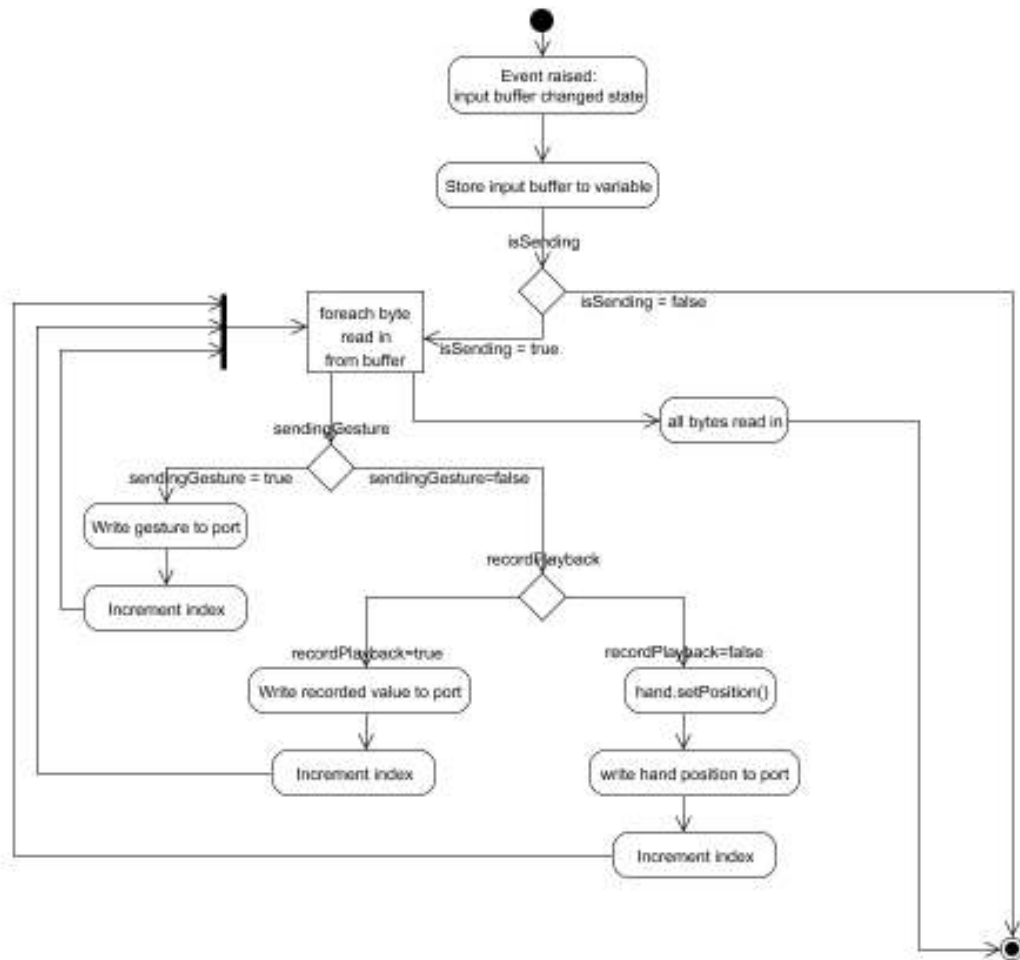 Event raised:
input buffer changed state
Store input buffer to variable
isSending
isSending = false
foreach byte
read in
from buffer
isSending = true
all bytes read in
sendingGesture
sendingGesture = true
sendingGesture=false
Write gesture to port
Increment index
recordPlayback
recordPlayback=true
recordPlayback=false
Write recorded value to port
hand.setPosition()
Increment index
write hand position to port
Increment index